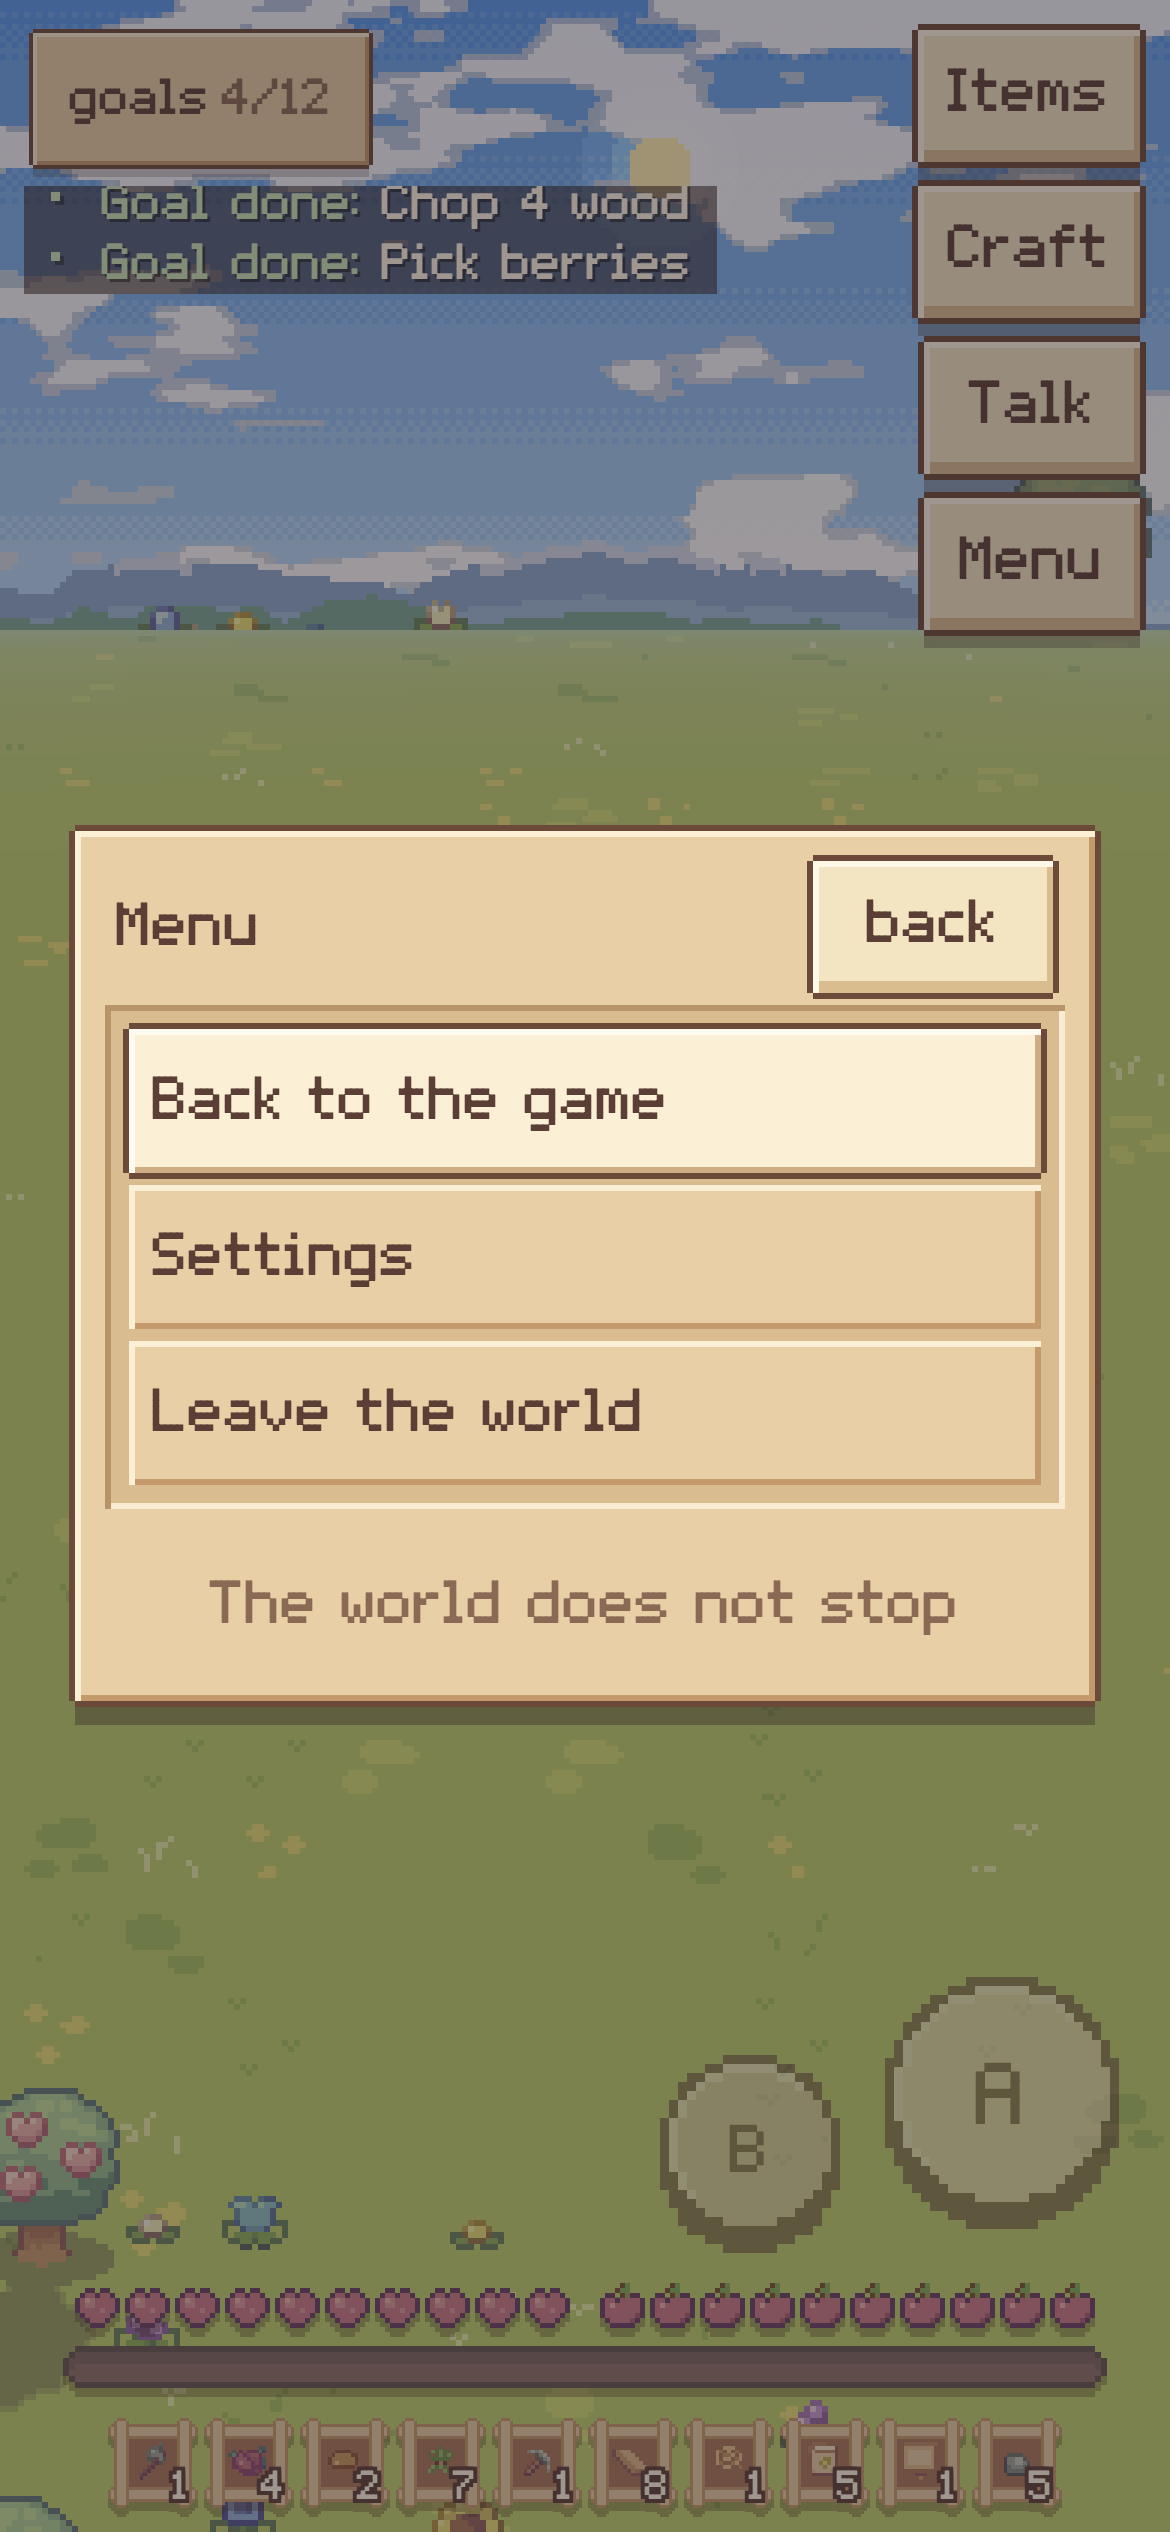 goals 4/12
Items
Goal done: Chop 4 wood
Goal done: Pick berries
Craft
Talk
Menu
Menu
back
Back to the game
Settings
Leave the world
The world does not stop
A
B
1 4 2 7 1 8 1 5 1 5